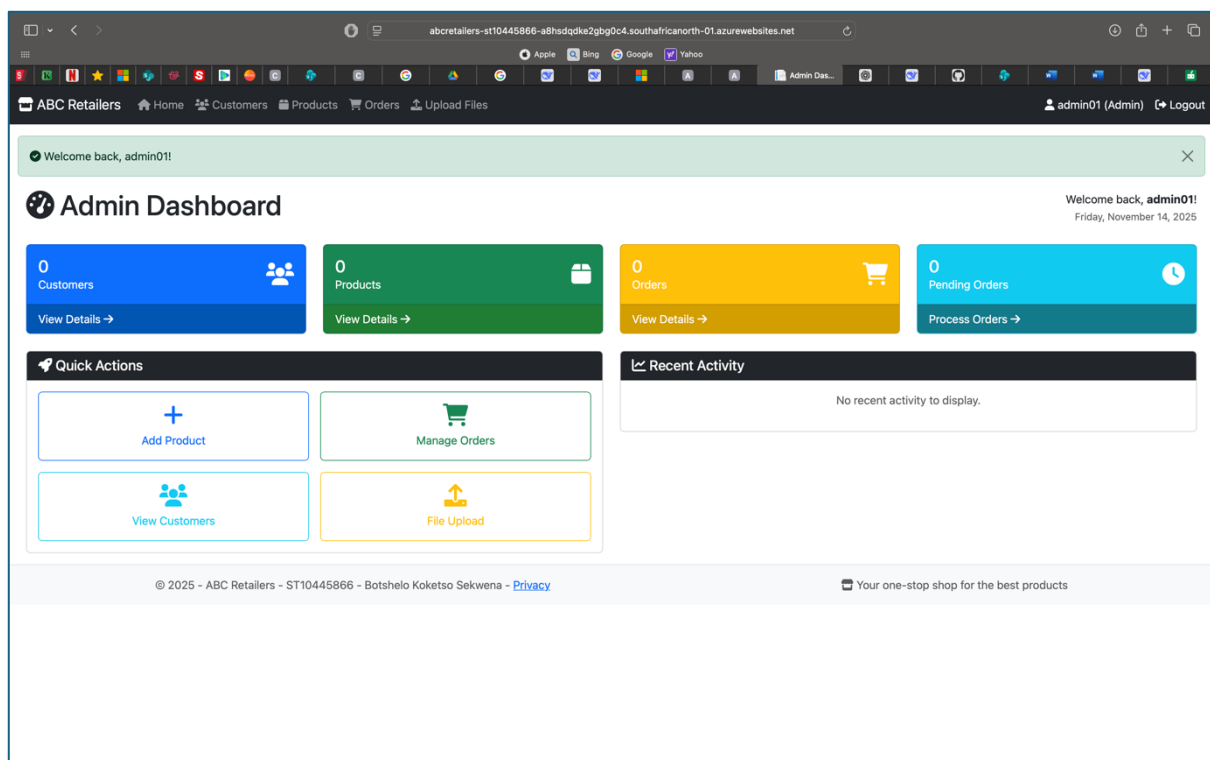 abcretailers-st10445866-a8hsdqdke2gbg0c4.southafricanorth-01.azurewebsites.net
Apple Bing Google Yahoo
Admin Das...
ABC Retailers Home Customers Products Orders Upload Files admin01 (Admin) Logout
Welcome back, admin01!
Admin Dashboard
Welcome back, admin01!
Friday, November 14, 2025
0
Customers
View Details →
0
Products
View Details →
0
Orders
View Details →
0
Pending Orders
Process Orders →
Quick Actions
Add Product
Manage Orders
View Customers
File Upload
Recent Activity
No recent activity to display.
© 2025 - ABC Retailers - ST10445866 - Botshelo Koketso Sekwena - Privacy
Your one-stop shop for the best products